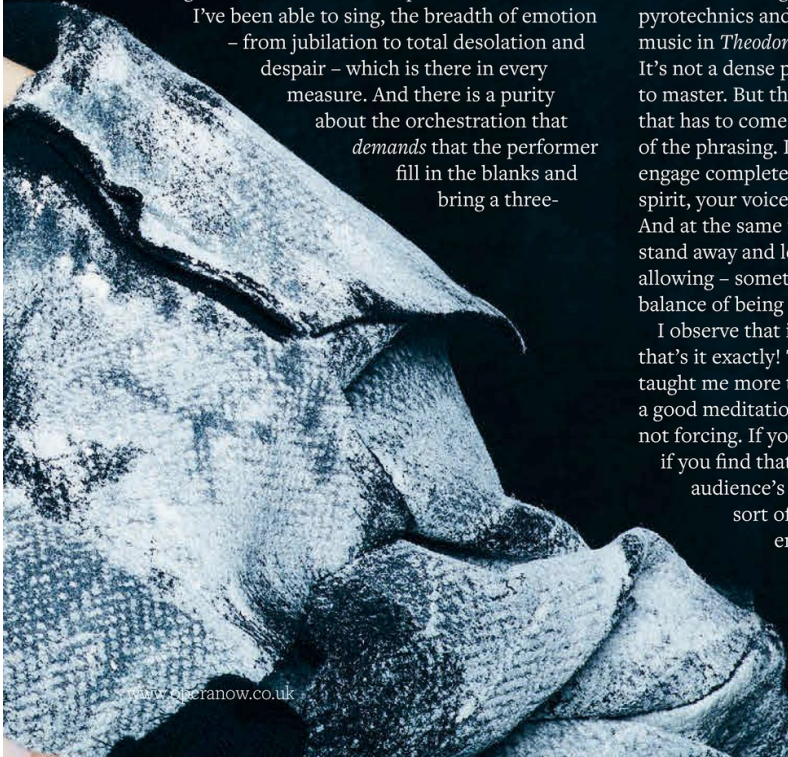 I've been able to sing, the breadth of emotion
– from jubilation to total desolation and
despair – which is there in every
measure. And there is a purity
about the orchestration that
demands that the performer
fill in the blanks and
bring a three-
pyrotechnics and
music in Theodor
It's not a dense p
to master. But th
that has to come
of the phrasing. I
engage complete
spirit, your voice
And at the same
stand away and le
allowing – somet
balance of being
I observe that i
that's it exactly!
taught me more t
a good meditatio
not forcing. If yo
if you find that
audience's
sort of
en
www.operanow.co.uk